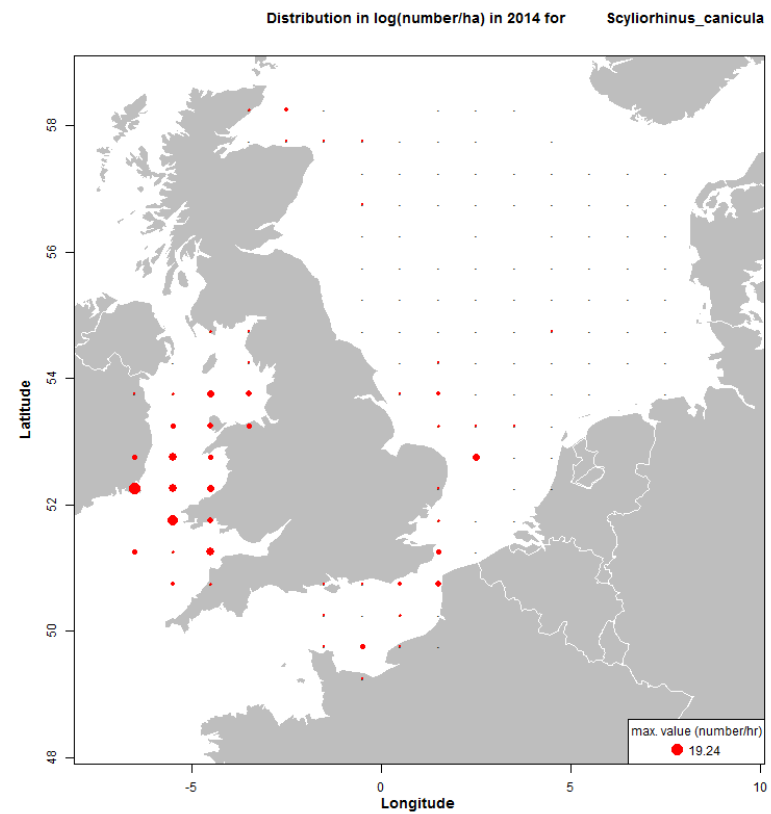 Distribution in log(number/ha) in 2014 for Scyliorhinus_canicula
58
56
54
52
50
48
Latitude
-5
0
5
10
Longitude
max. value (number/hr)
19.24